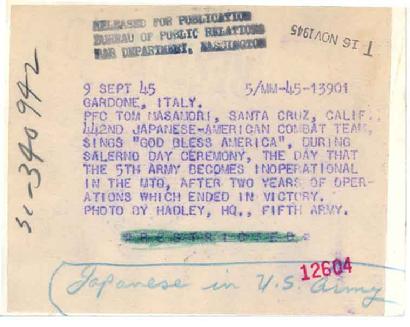 RELEASED FOR PUBLICATION
BUREAU OF PUBLIC RELATIONS
WAR DEPARTMENT, WASHINGTON
T 16 NOV 1945
9 SEPT 45 5/MM-45-13901
GARDONE, ITALY.
PFC TOM MASAMORI, SANTA CRUZ, CALIF.,
442ND JAPANESE-AMERICAN COMBAT TEAM,
SINGS "GOD BLESS AMERICA", DURING
SALERNO DAY CEREMONY, THE DAY THAT
THE 5TH ARMY BECOMES INOPERATIONAL
IN THE MTO, AFTER TWO YEARS OF OPER-
ATIONS WHICH ENDED IN VICTORY.
PHOTO BY HADLEY, HQ., FIFTH ARMY.
RESTRICTED
12604
Japanese in U.S. Army